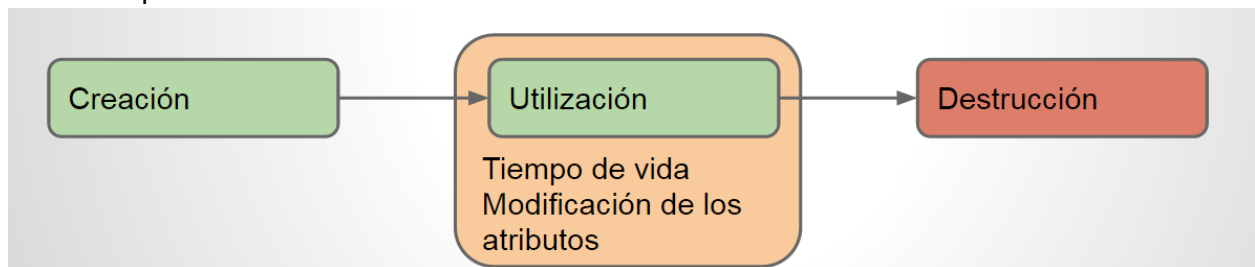 Creación
Utilización
Destrucción
Tiempo de vida
Modificación de los
atributos